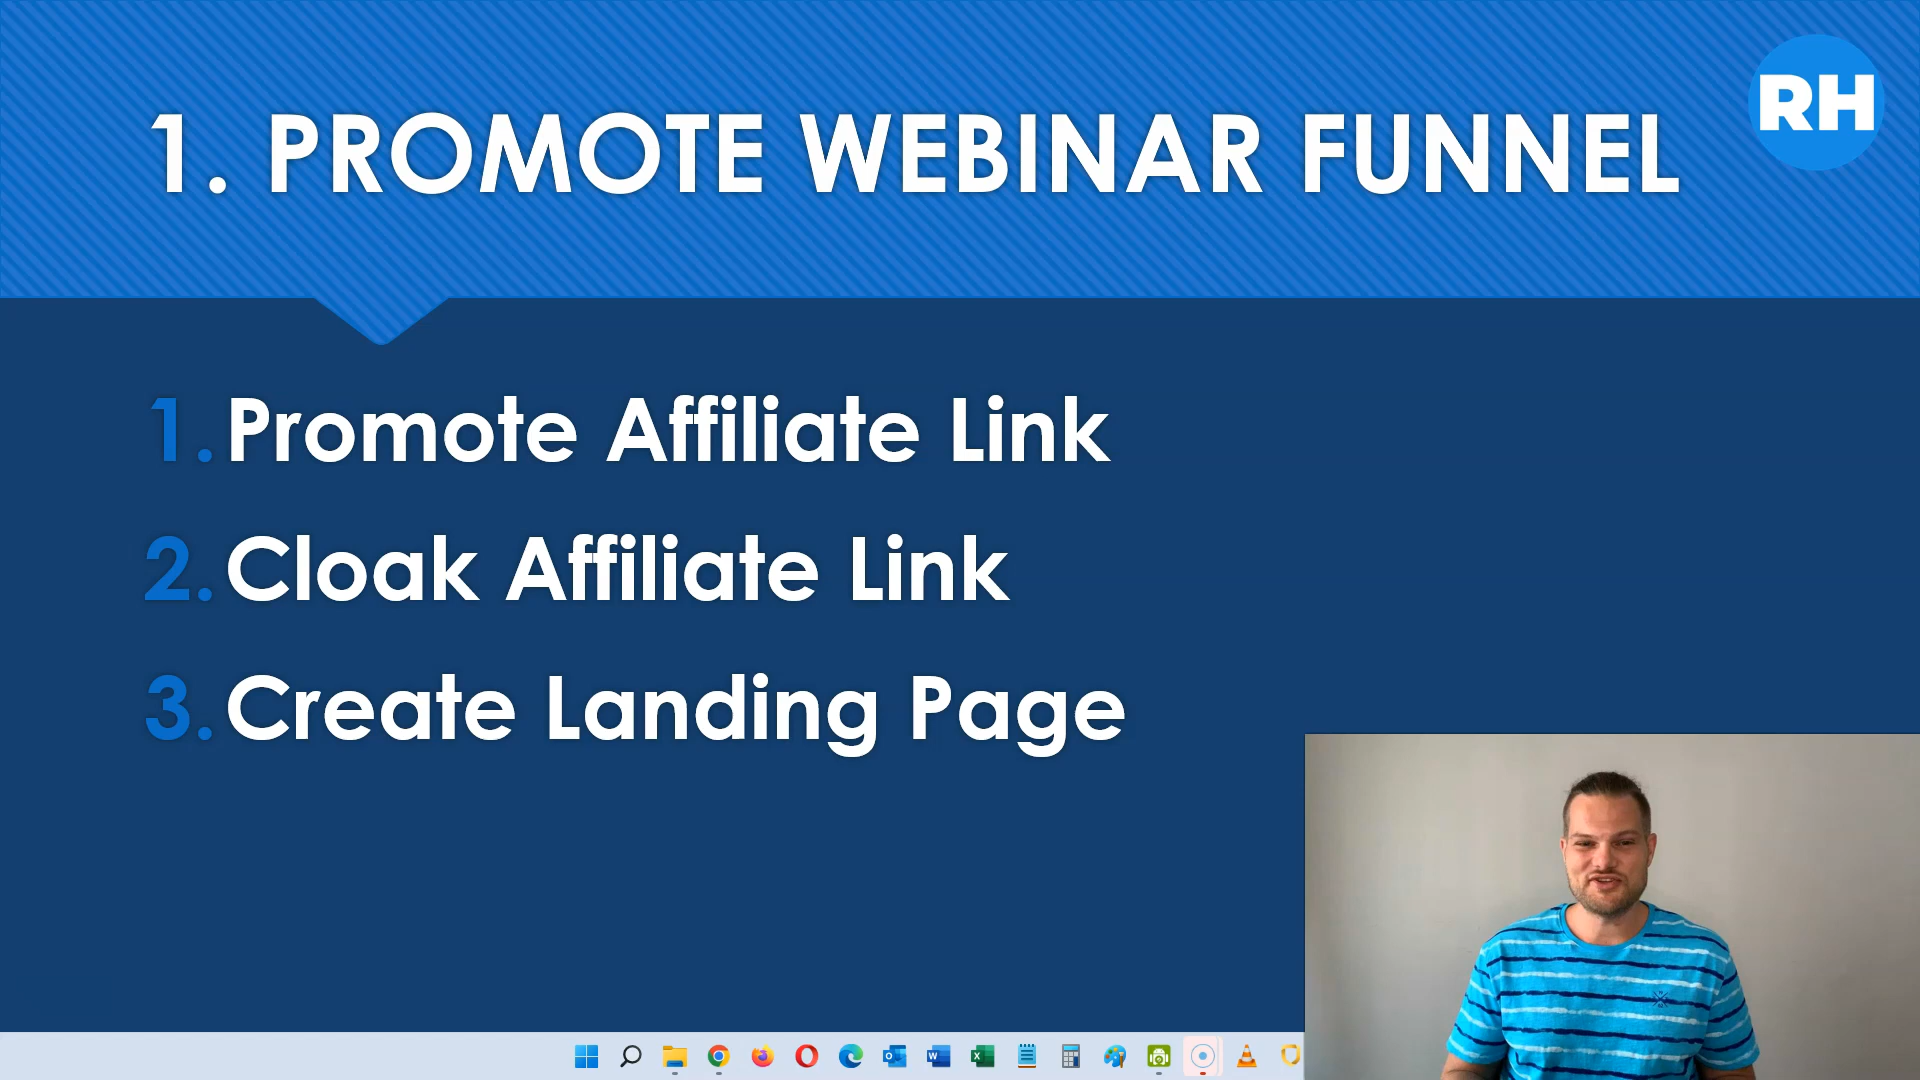 1. PROMOTE WEBINAR FUNNEL
RH
1. Promote Affiliate Link
2. Cloak Affiliate Link
3. Create Landing Page